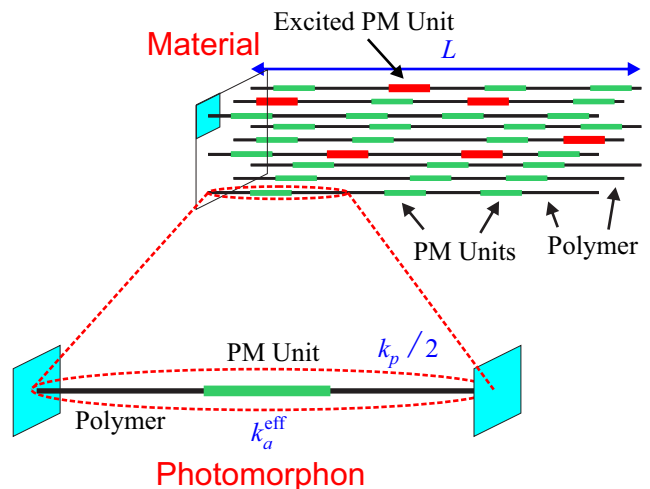 Excited PM Unit
Material
L
PM Units
Polymer
PM Unit
k_p / 2
Polymer
k_a^eff
Photomorphon